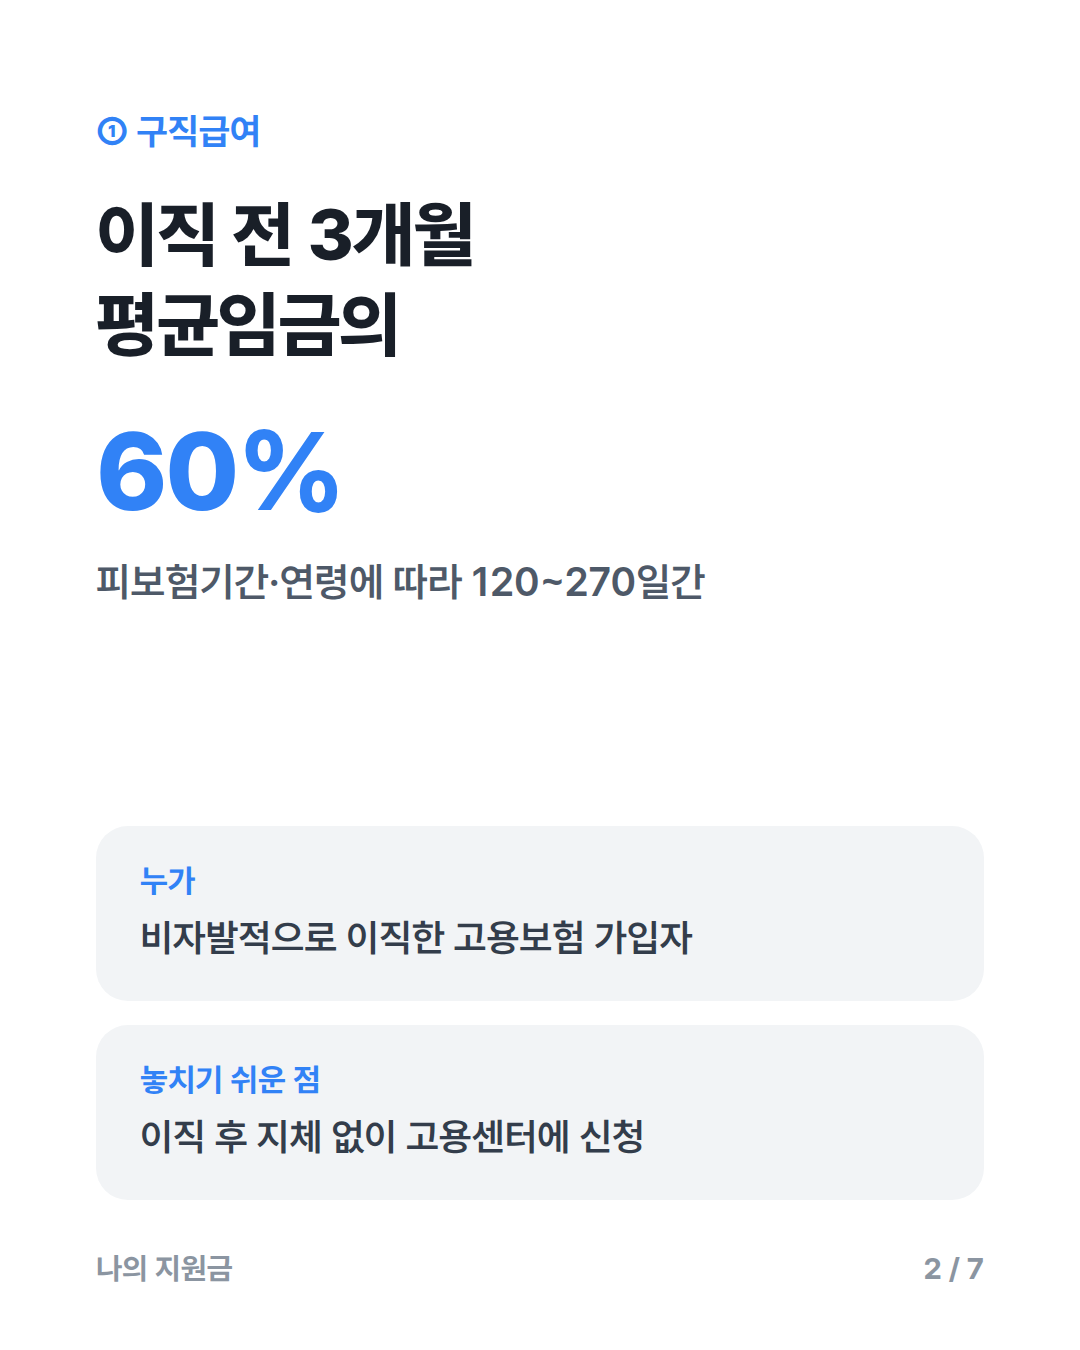 ① 구직급여
이직 전 3개월
평균임금의
60%
피보험기간·연령에 따라 120~270일간
누가
비자발적으로 이직한 고용보험 가입자
놓치기 쉬운 점
이직 후 지체 없이 고용센터에 신청
나의 지원금
2 / 7